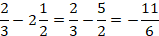 2/3 − 2 1/2 = 2/3 − 5/2 = − 11/6